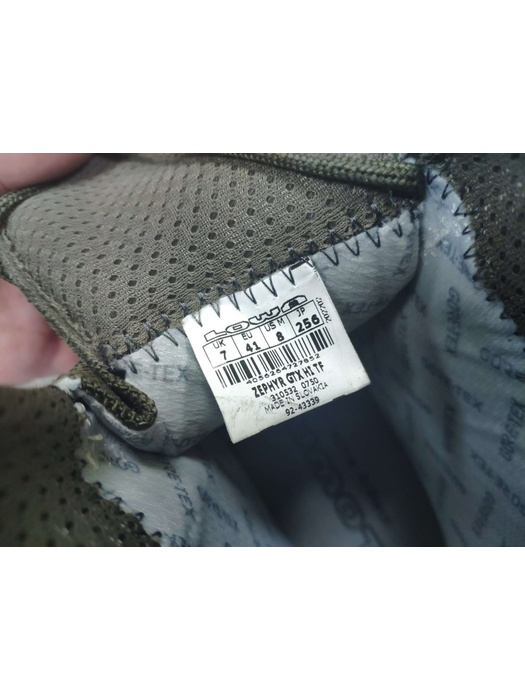 LOWA
UK EU US M JP
7 41 8 256
4056284727852
ZEPHYR GTX HI TF
310532 0750
MADE IN SLOVAKIA
92-43339
TEX